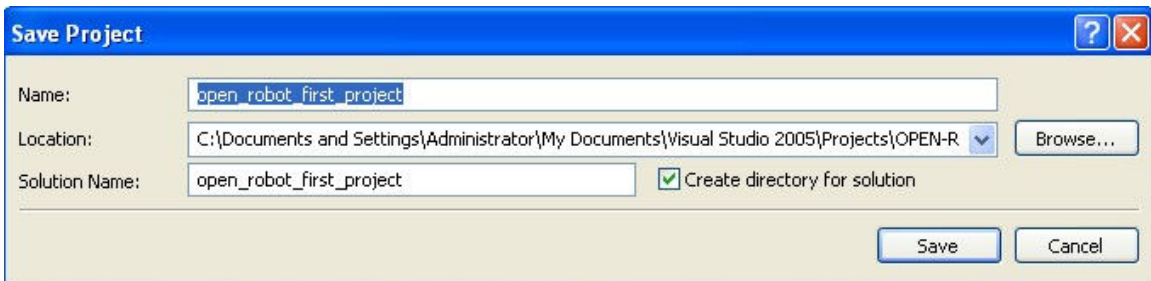 Save Project
Name: open_robot_first_project
Location: C:\Documents and Settings\Administrator\My Documents\Visual Studio 2005\Projects\OPEN-R Browse...
Solution Name: open_robot_first_project Create directory for solution
Save Cancel